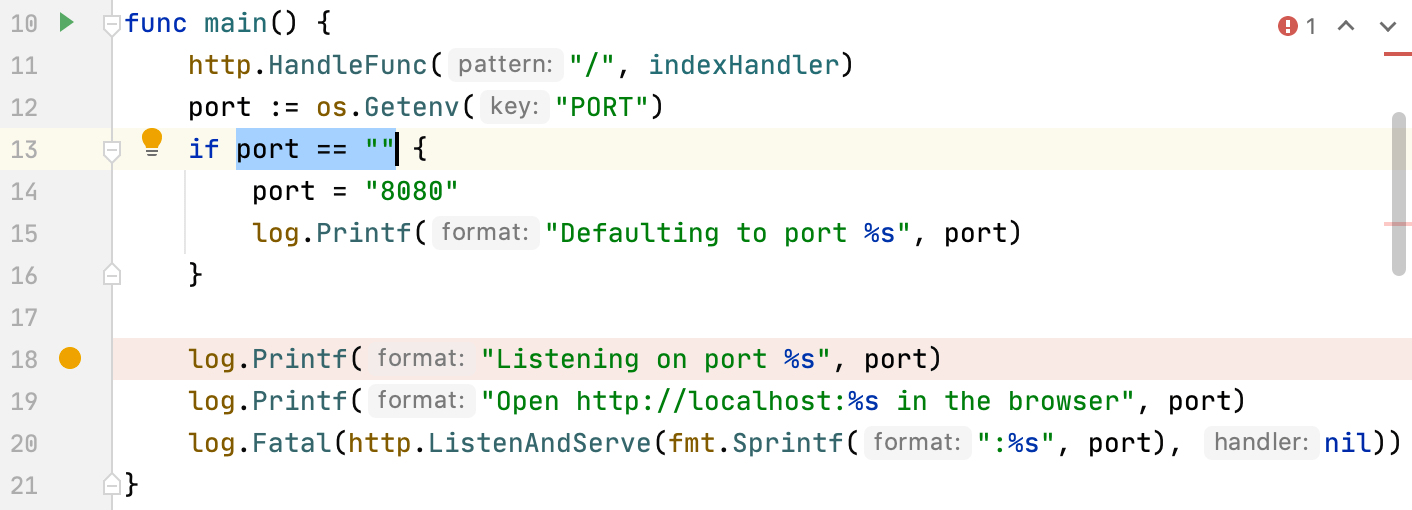 10 func main() {
11 http.HandleFunc( pattern: "/", indexHandler)
12 port := os.Getenv( key: "PORT")
13 if port == "" {
14 port = "8080"
15 log.Printf( format: "Defaulting to port %s", port)
16 }
17
18 log.Printf( format: "Listening on port %s", port)
19 log.Printf( format: "Open http://localhost:%s in the browser", port)
20 log.Fatal(http.ListenAndServe(fmt.Sprintf( format: ":%s", port), handler: nil))
21 }
1